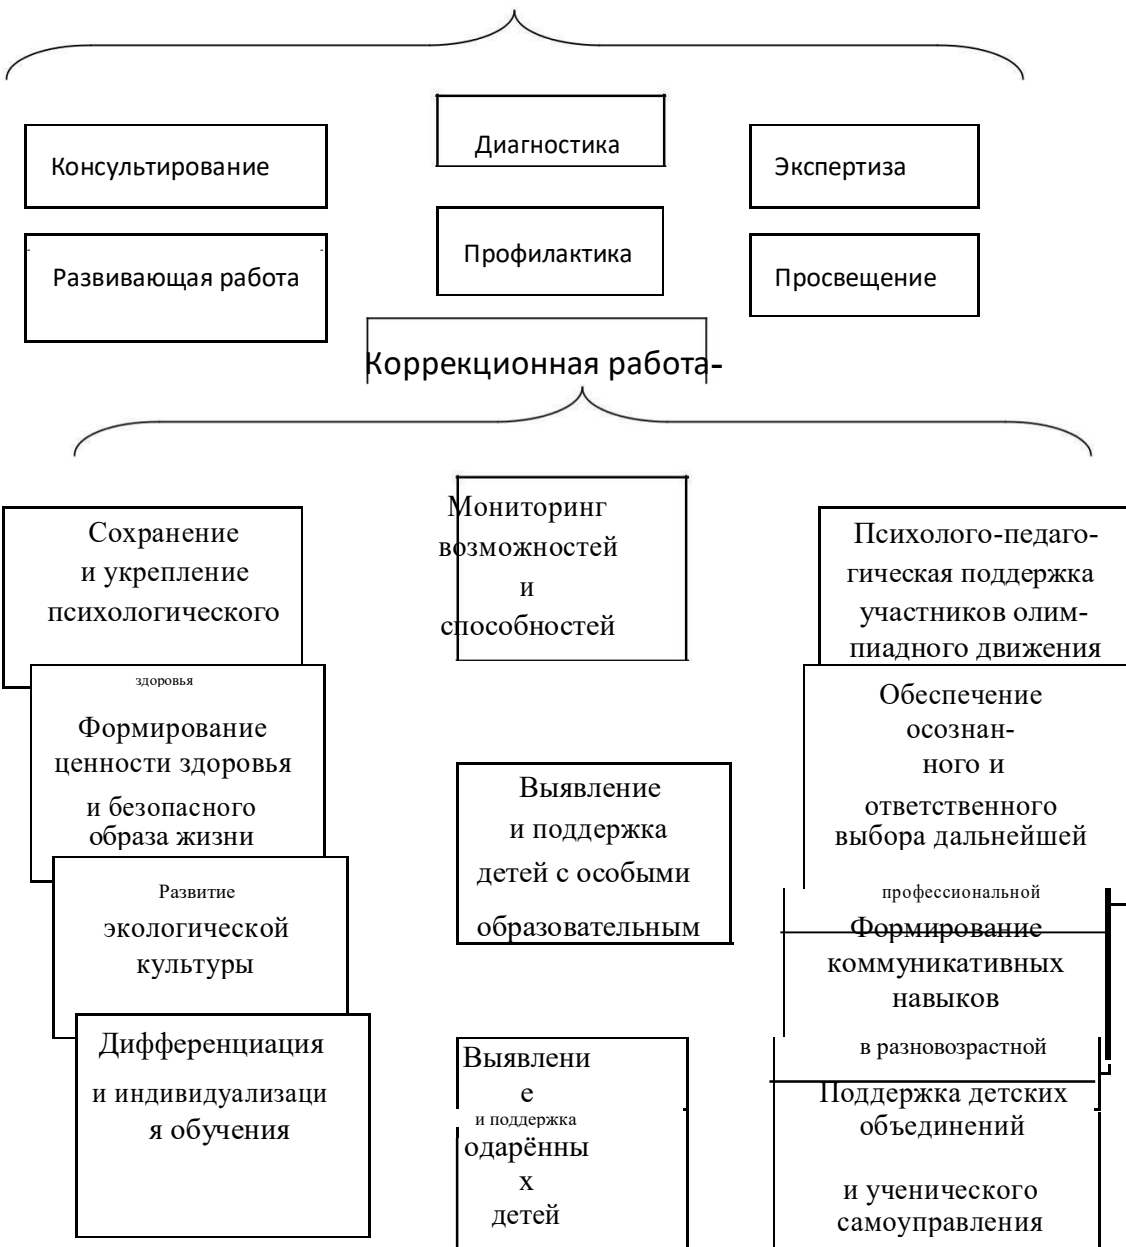 Консультирование
Диагностика
Экспертиза
Развивающая работа
Профилактика
Просвещение
Коррекционная работа-
Сохранение
и укрепление
психологического
здоровья
Формирование
ценности здоровья
и безопасного
образа жизни
Развитие
экологической
культуры
Дифференциация
и индивидуализаци
я обучения
Мониторинг
возможностей
и
способностей
Выявление
и поддержка
детей с особыми
образовательным
Выявлени
е
и поддержка
одарённы
х
детей
Психолого-педаго-
гическая поддержка
участников олим-
пиадного движения
Обеспечение
осознан-
ного и
ответственного
выбора дальнейшей
профессиональной
Формирование
коммуникативных
навыков
в разновозрастной
Поддержка детских
объединений
и ученического
самоуправления